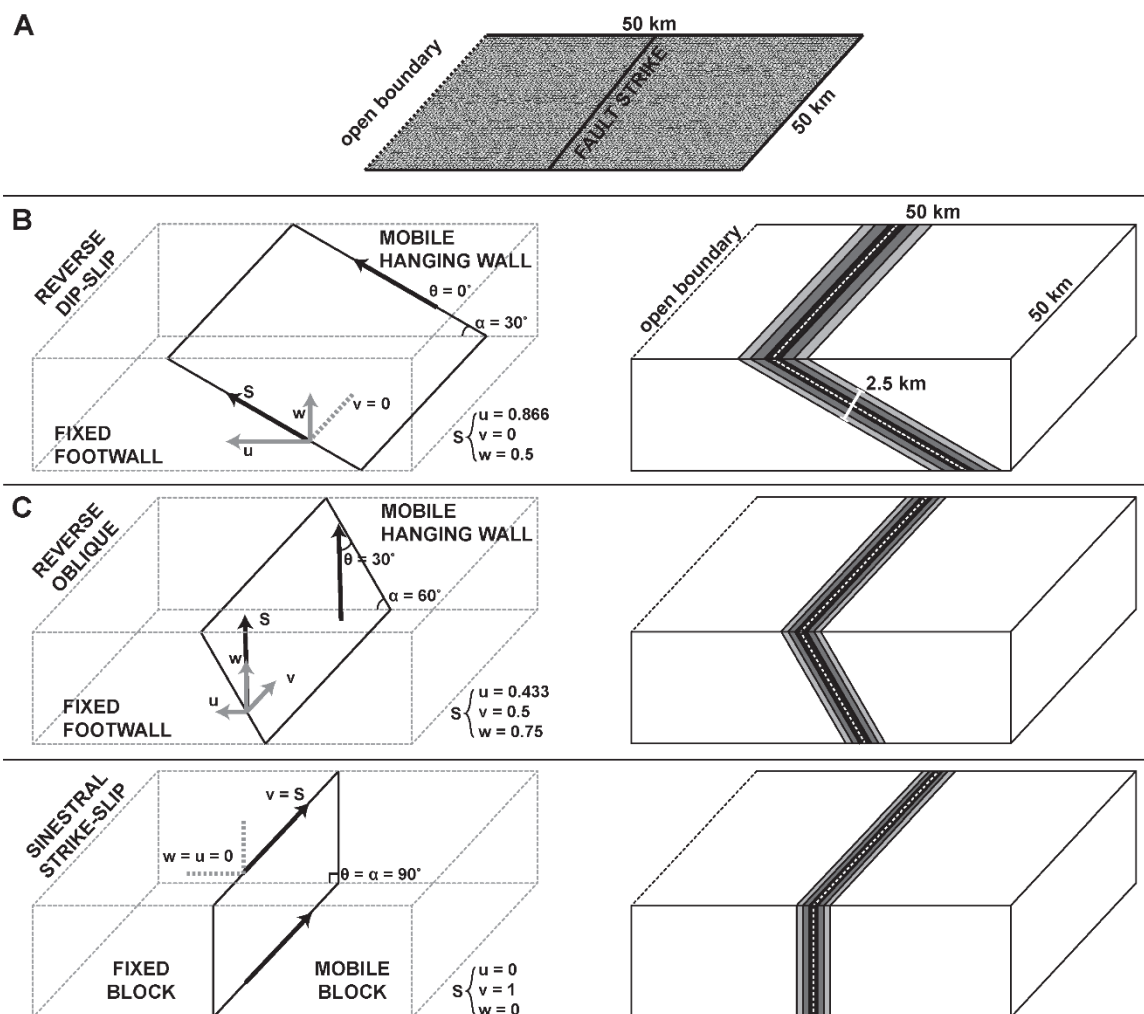 A
50 km
open boundary
FAULT STRIKE
50 km
B
REVERSE
DIP-SLIP
MOBILE
HANGING WALL
θ = 0°
α = 30°
S
w
v = 0
u
FIXED
FOOTWALL
S { u = 0.866
v = 0
w = 0.5
50 km
open boundary
50 km
2.5 km
C
REVERSE
OBLIQUE
MOBILE
HANGING WALL
θ = 30°
α = 60°
S
w
v
u
FIXED
FOOTWALL
S { u = 0.433
v = 0.5
w = 0.75
SINESTRAL
STRIKE-SLIP
v = S
w = u = 0
θ = α = 90°
FIXED
BLOCK
MOBILE
BLOCK
S { u = 0
v = 1
w = 0